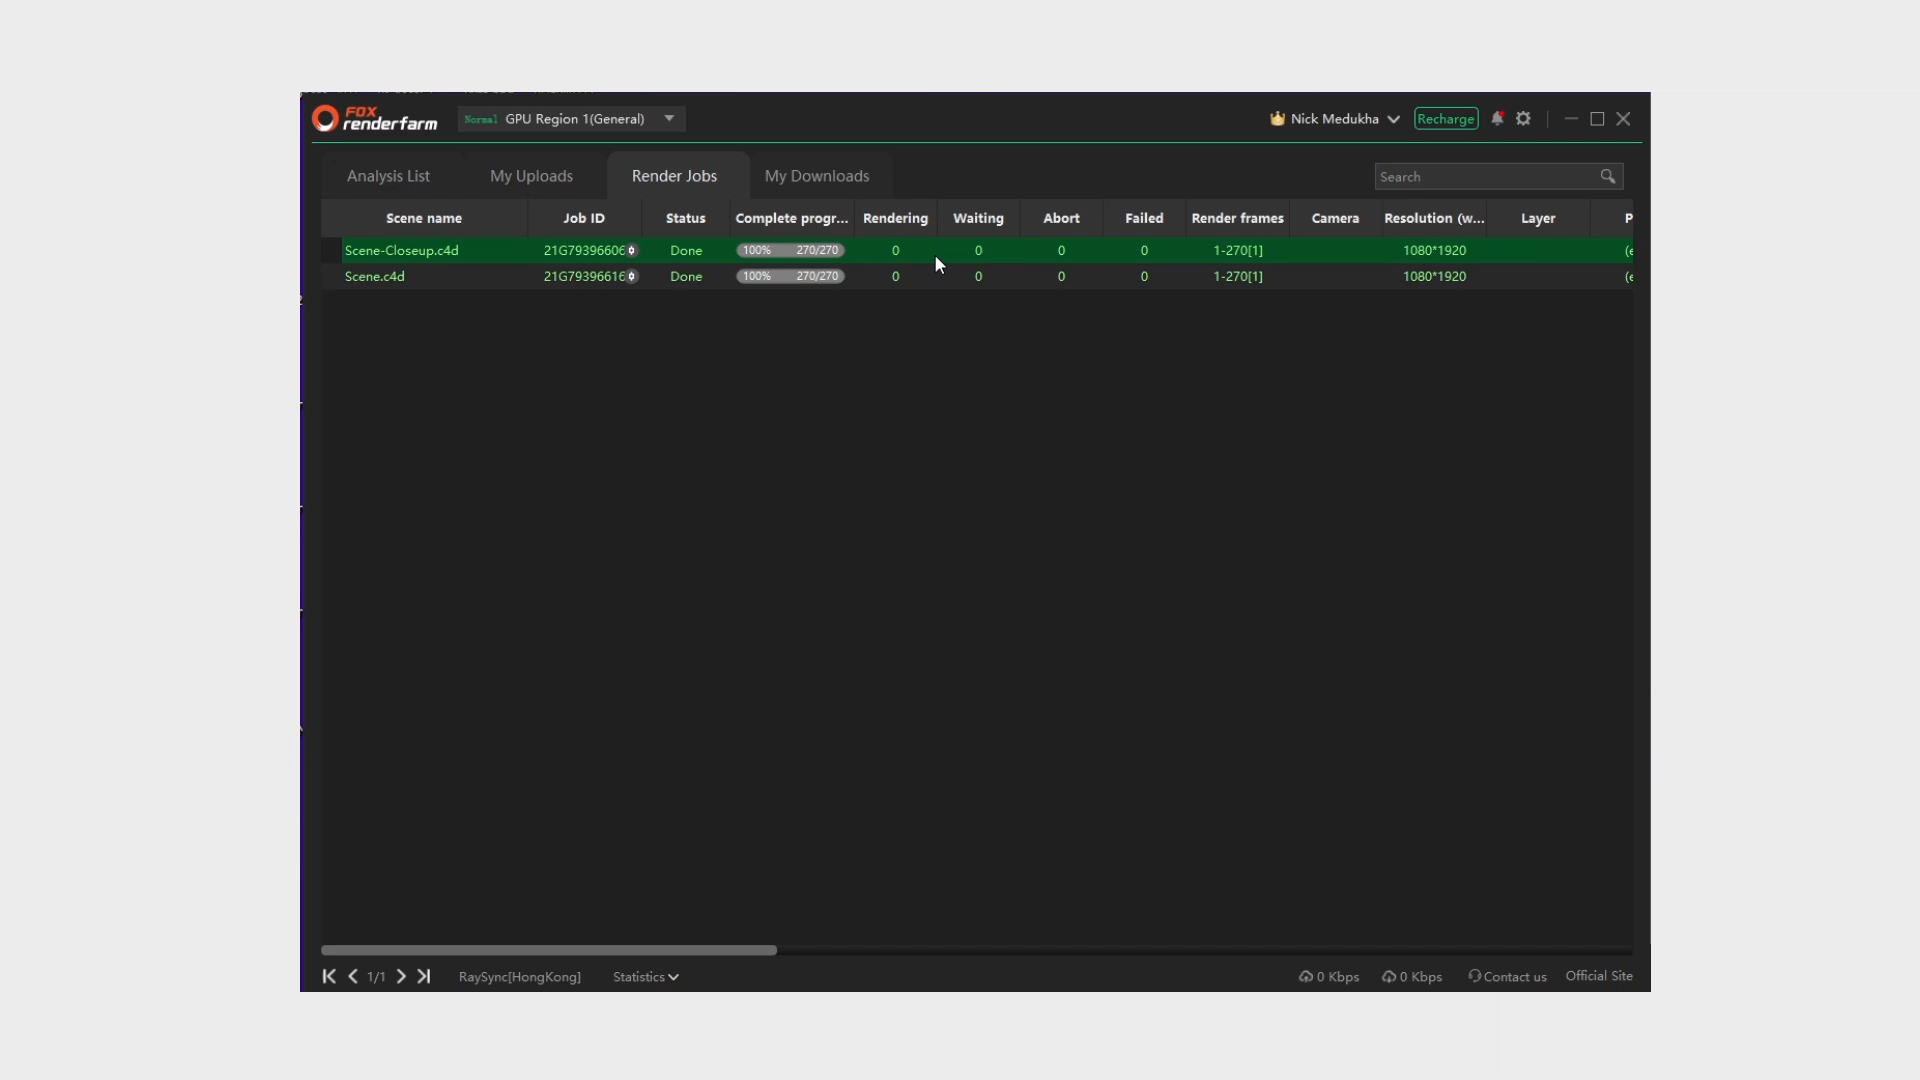 FOX
renderfarm
Normal GPU Region 1(General)
Nick Medukha
Recharge
Analysis List
My Uploads
Render Jobs
My Downloads
Search
Scene name Job ID Status Complete progr... Rendering Waiting Abort Failed Render frames Camera Resolution (w... Layer P
Scene-Closeup.c4d 21G79396606 Done 100% 270/270 0 0 0 0 1-270[1] 1080*1920 (e
Scene.c4d 21G79396616 Done 100% 270/270 0 0 0 0 1-270[1] 1080*1920 (e
1/1 RaySync[HongKong] Statistics 0 Kbps 0 Kbps Contact us Official Site